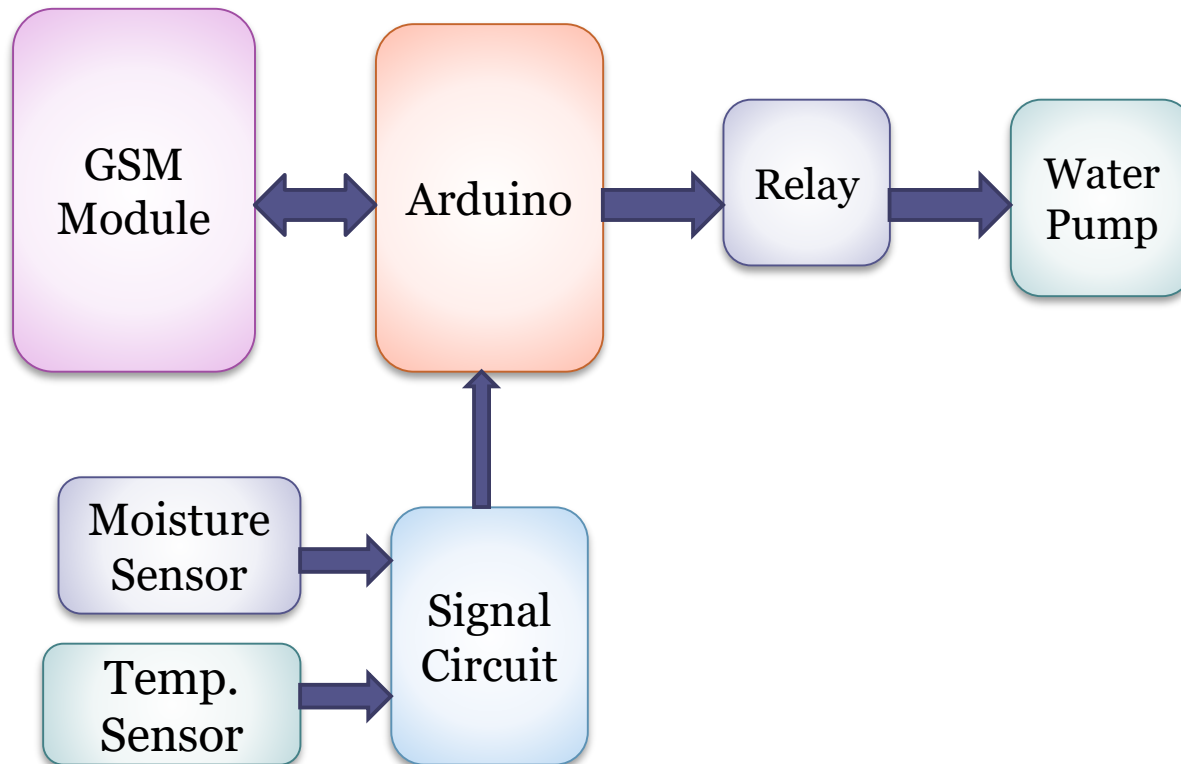 GSM
Module
Arduino
Relay
Water
Pump
Moisture
Sensor
Temp.
Sensor
Signal
Circuit